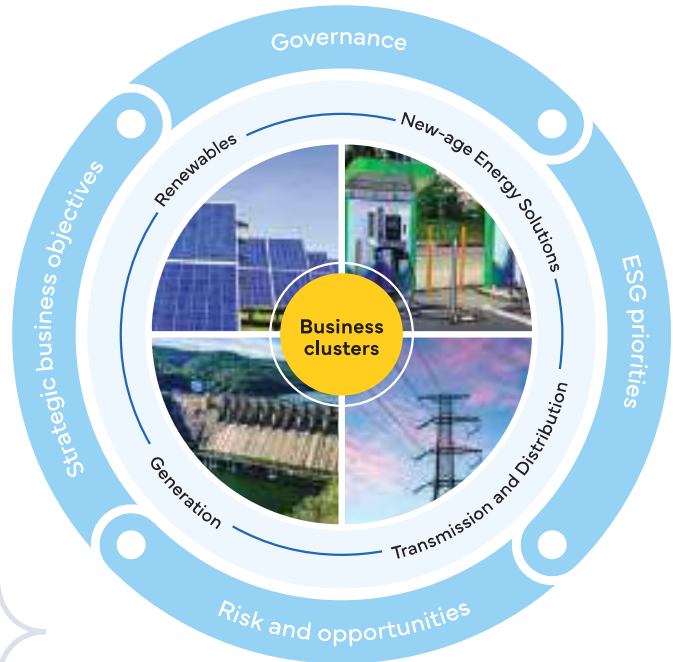 Governance
Renewables
New-age Energy Solutions
Strategic business objectives
ESG priorities
Business
clusters
Generation
Transmission and Distribution
Risk and opportunities